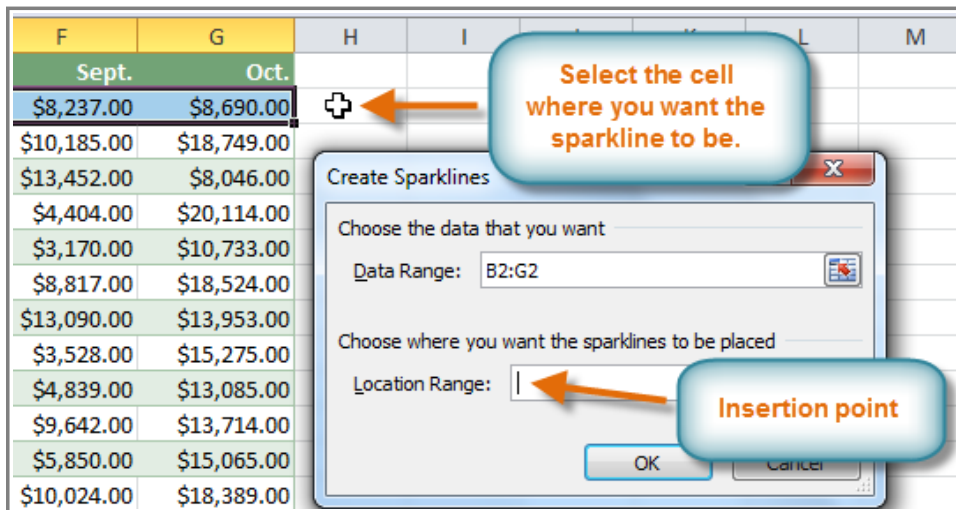 F G H I L M
Sept. Oct.
$8,237.00 $8,690.00
$10,185.00 $18,749.00
$13,452.00 $8,046.00
$4,404.00 $20,114.00
$3,170.00 $10,733.00
$8,817.00 $18,524.00
$13,090.00 $13,953.00
$3,528.00 $15,275.00
$4,839.00 $13,085.00
$9,642.00 $13,714.00
$5,850.00 $15,065.00
$10,024.00 $18,389.00
Select the cell
where you want the
sparkline to be.
Create Sparklines
Choose the data that you want
Data Range: B2:G2
Choose where you want the sparklines to be placed
Location Range:
Insertion point
OK Cancel